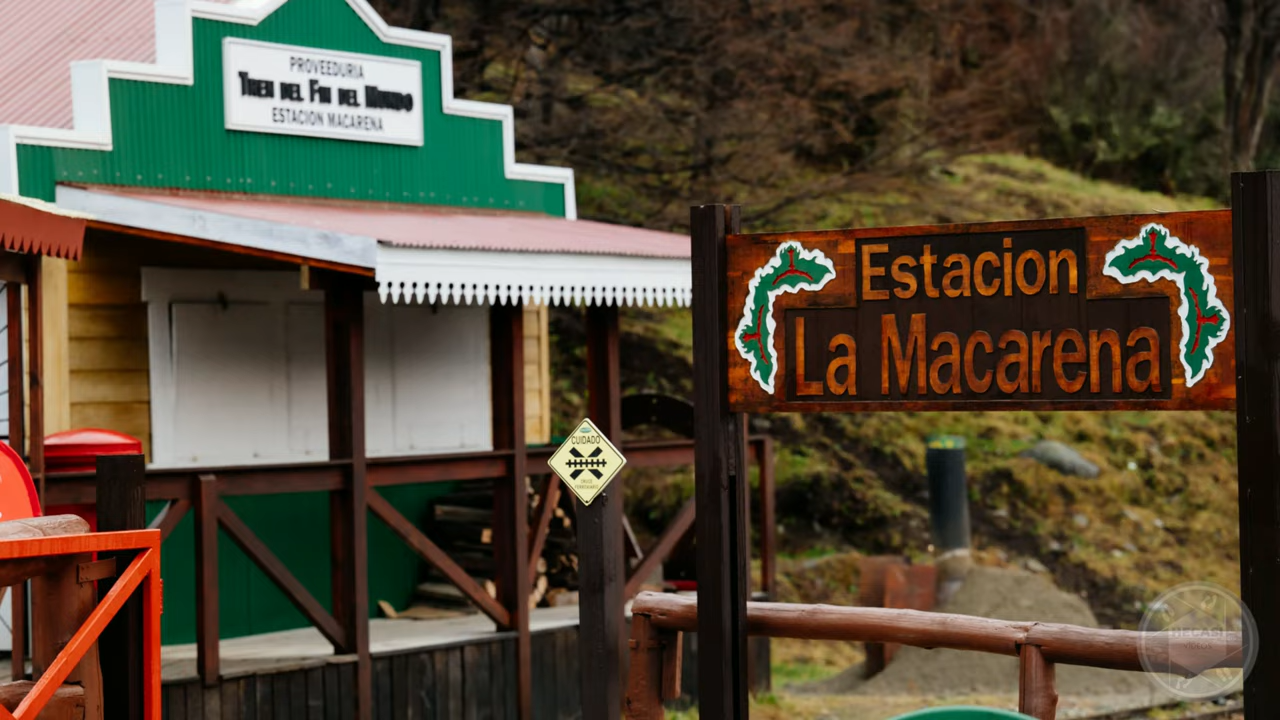 PROVEEDURIA
TREN DEL FIN DEL MUNDO
ESTACION MACARENA
Estacion
La Macarena
CUIDADO